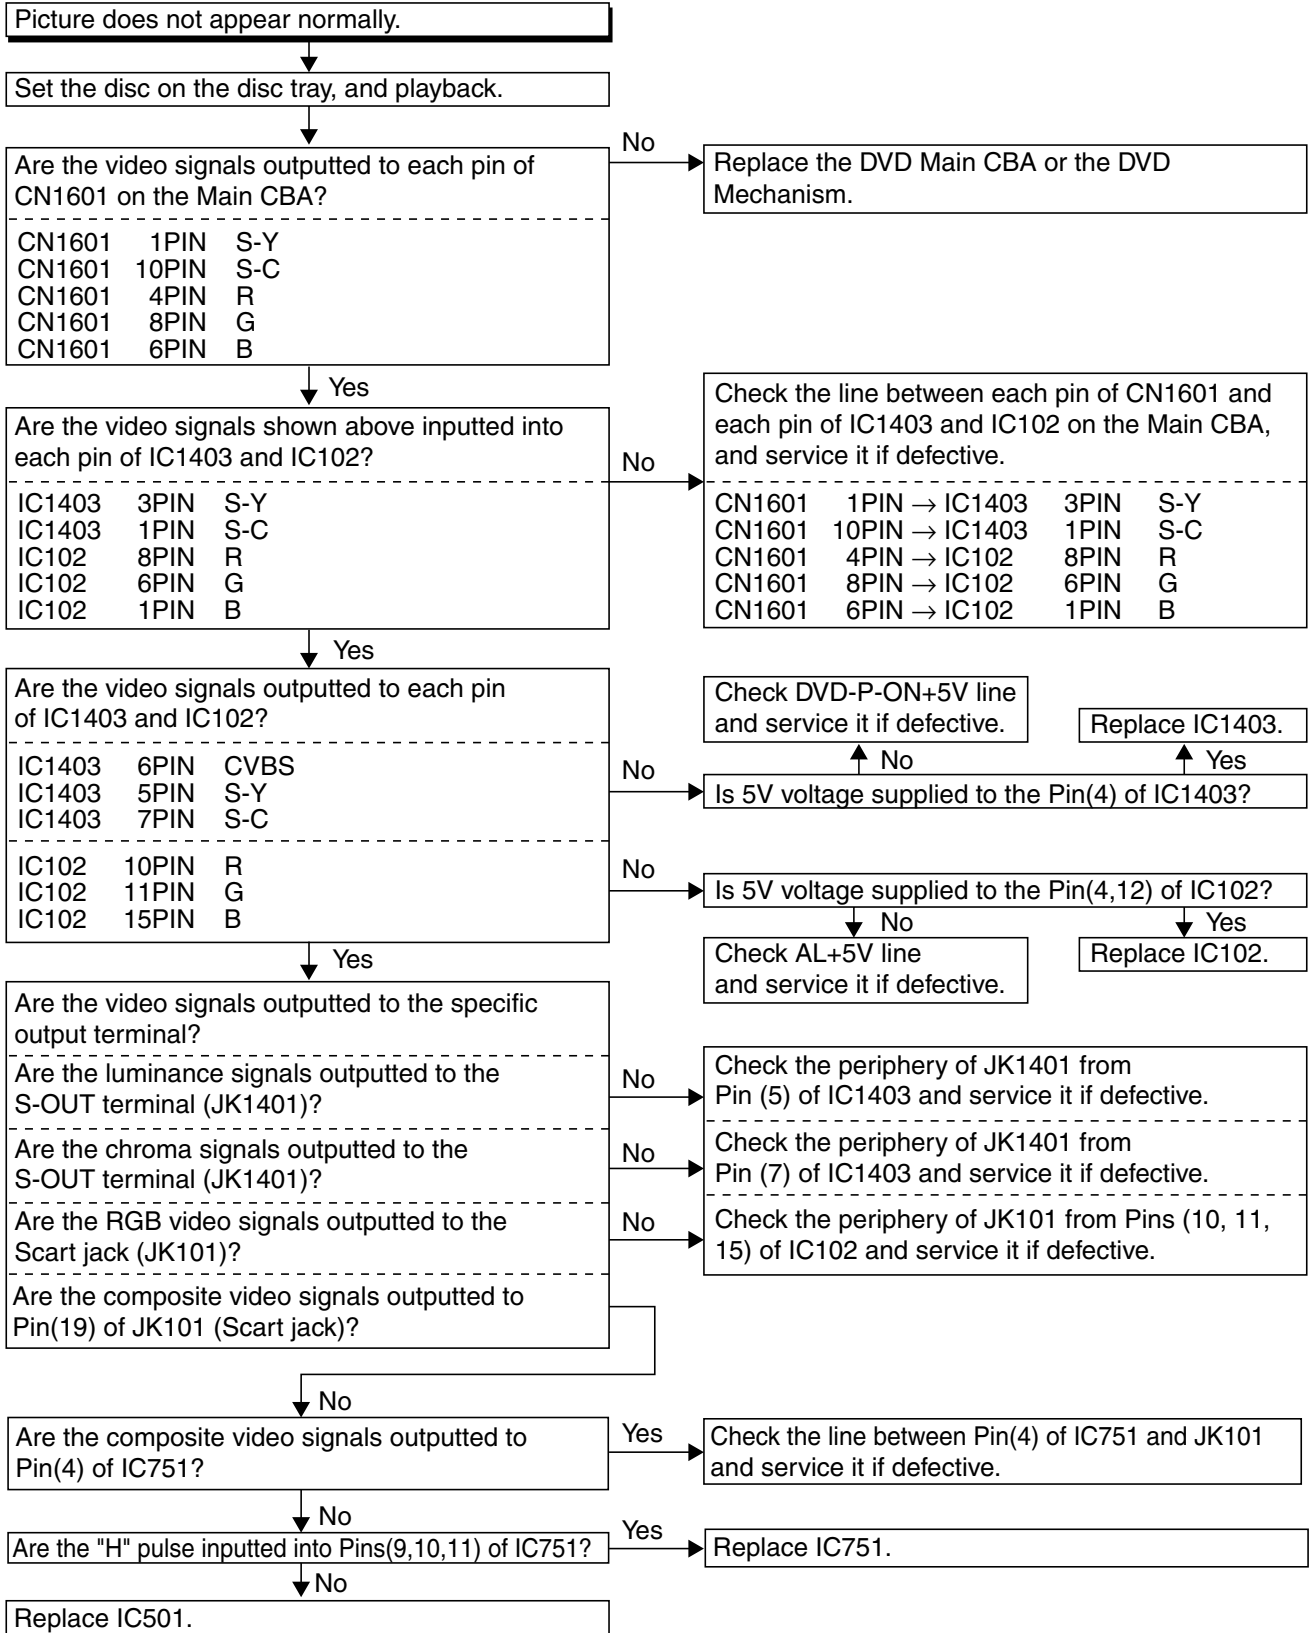 Picture does not appear normally.
Set the disc on the disc tray, and playback.
Are the video signals outputted to each pin of
CN1601 on the Main CBA?
CN1601 1PIN S-Y
CN1601 10PIN S-C
CN1601 4PIN R
CN1601 8PIN G
CN1601 6PIN B
No
Replace the DVD Main CBA or the DVD
Mechanism.
Yes
Are the video signals shown above inputted into
each pin of IC1403 and IC102?
IC1403 3PIN S-Y
IC1403 1PIN S-C
IC102 8PIN R
IC102 6PIN G
IC102 1PIN B
No
Check the line between each pin of CN1601 and
each pin of IC1403 and IC102 on the Main CBA,
and service it if defective.
CN1601 1PIN → IC1403 3PIN S-Y
CN1601 10PIN → IC1403 1PIN S-C
CN1601 4PIN → IC102 8PIN R
CN1601 8PIN → IC102 6PIN G
CN1601 6PIN → IC102 1PIN B
Yes
Are the video signals outputted to each pin
of IC1403 and IC102?
IC1403 6PIN CVBS
IC1403 5PIN S-Y
IC1403 7PIN S-C
IC102 10PIN R
IC102 11PIN G
IC102 15PIN B
No
Check DVD-P-ON+5V line
and service it if defective.
Replace IC1403.
No
Yes
Is 5V voltage supplied to the Pin(4) of IC1403?
No
Is 5V voltage supplied to the Pin(4,12) of IC102?
No
Yes
Check AL+5V line
and service it if defective.
Replace IC102.
Yes
Are the video signals outputted to the specific
output terminal?
Are the luminance signals outputted to the
S-OUT terminal (JK1401)?
No
Check the periphery of JK1401 from
Pin (5) of IC1403 and service it if defective.
Are the chroma signals outputted to the
S-OUT terminal (JK1401)?
No
Check the periphery of JK1401 from
Pin (7) of IC1403 and service it if defective.
Are the RGB video signals outputted to the
Scart jack (JK101)?
No
Check the periphery of JK101 from Pins (10, 11,
15) of IC102 and service it if defective.
Are the composite video signals outputted to
Pin(19) of JK101 (Scart jack)?
No
Are the composite video signals outputted to
Pin(4) of IC751?
Yes
Check the line between Pin(4) of IC751 and JK101
and service it if defective.
No
Are the "H" pulse inputted into Pins(9,10,11) of IC751?
Yes
Replace IC751.
No
Replace IC501.